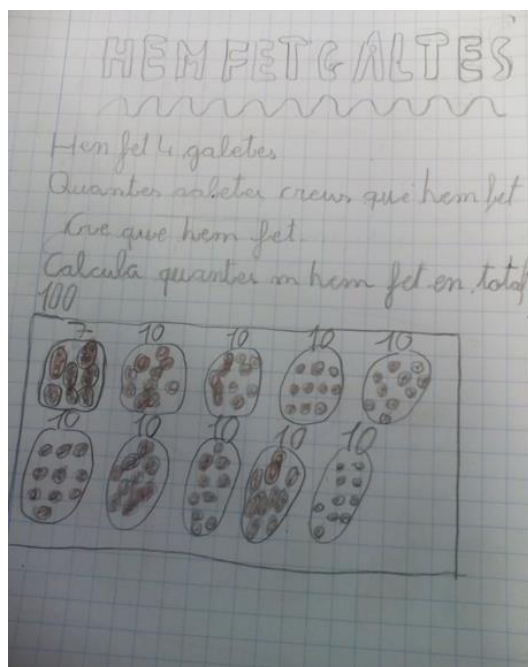 HEM FET GALTES
Hem fet 4 galetes
Quantes galetes creus que hem fet
Cre que hem fet
Calcula quantes n hem fet en total
100
7 10 10 10 10
10 10 10 10 10